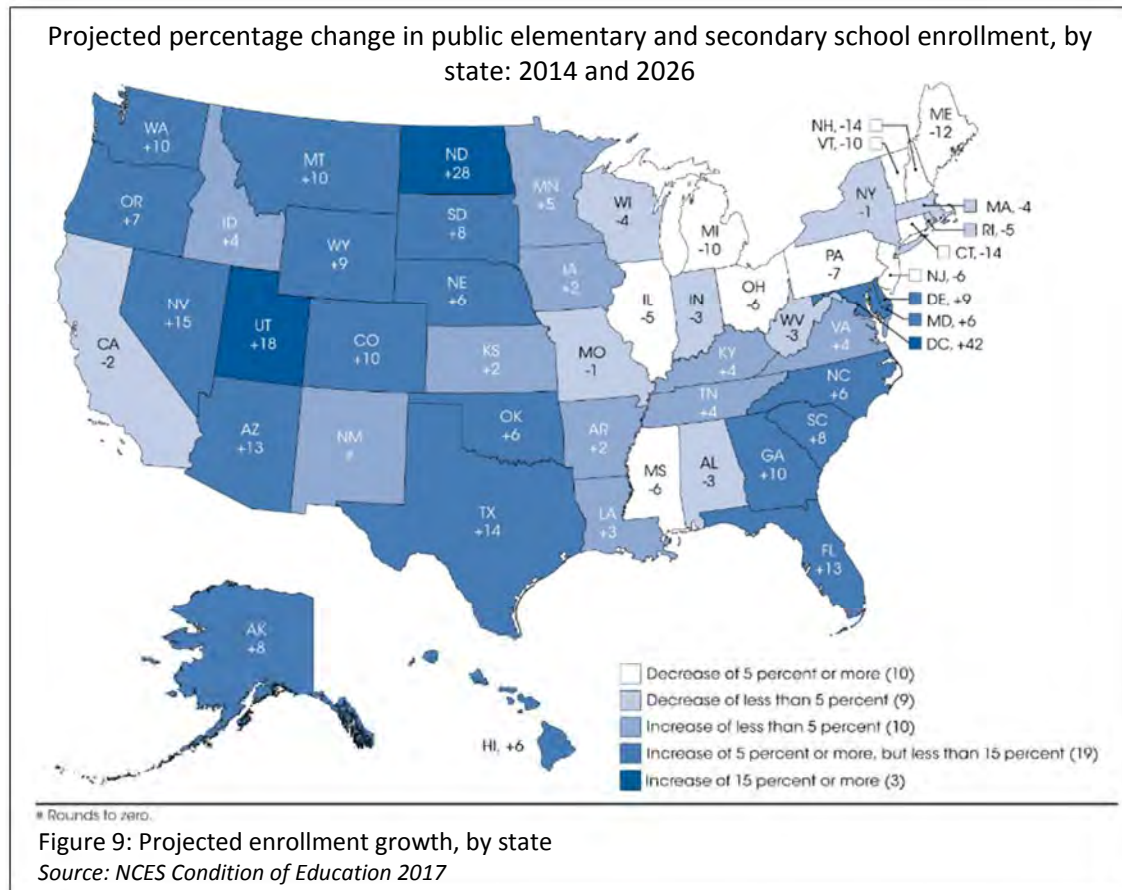 Projected percentage change in public elementary and secondary school enrollment, by
state: 2014 and 2026
WA
+10
OR
+7
CA
-2
ID
+4
NV
+15
MT
+10
WY
+9
UT
+18
AZ
+13
CO
+10
NM
#
ND
+28
SD
+8
NE
+6
KS
+2
OK
+6
TX
+14
MN
+5
IA
+2
MO
-1
AR
+2
LA
+3
WI
-4
IL
-5
MI
-10
IN
-3
OH
-6
KY
+4
TN
+4
MS
-6
AL
-3
WV
-3
VA
+4
NC
+6
SC
+8
GA
+10
FL
+13
PA
-7
NY
-1
NH, -14
VT, -10
ME
-12
MA, -4
RI, -5
CT, -14
NJ, -6
DE, +9
MD, +6
DC, +42
AK
+8
HI, +6
Decrease of 5 percent or more (10)
Decrease of less than 5 percent (9)
Increase of less than 5 percent (10)
Increase of 5 percent or more, but less than 15 percent (19)
Increase of 15 percent or more (3)
# Rounds to zero.
Figure 9: Projected enrollment growth, by state
Source: NCES Condition of Education 2017